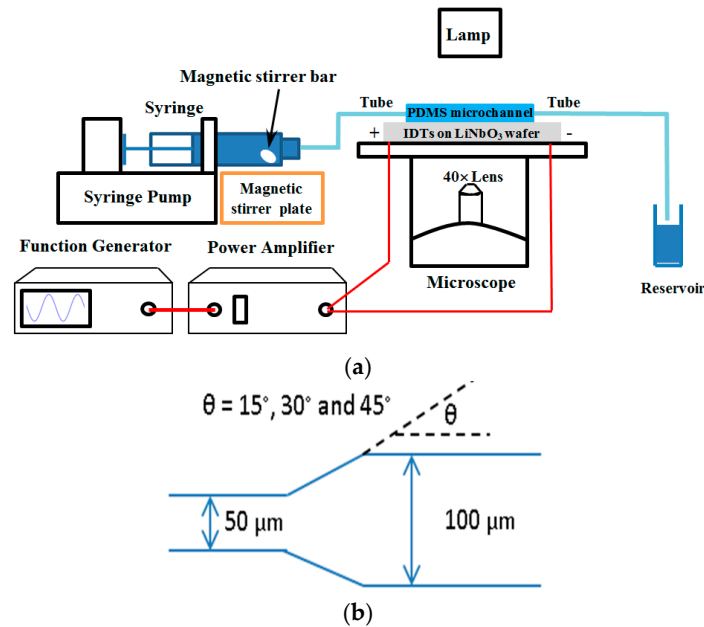 Lamp
Magnetic stirrer bar
Syringe
Tube
PDMS microchannel
Tube
+
IDTs on LiNbO₃ wafer
-
Syringe Pump
Magnetic
stirrer plate
40× Lens
Function Generator
Power Amplifier
Microscope
Reservoir
(a)
θ = 15°, 30° and 45°
θ
50 μm
100 μm
(b)